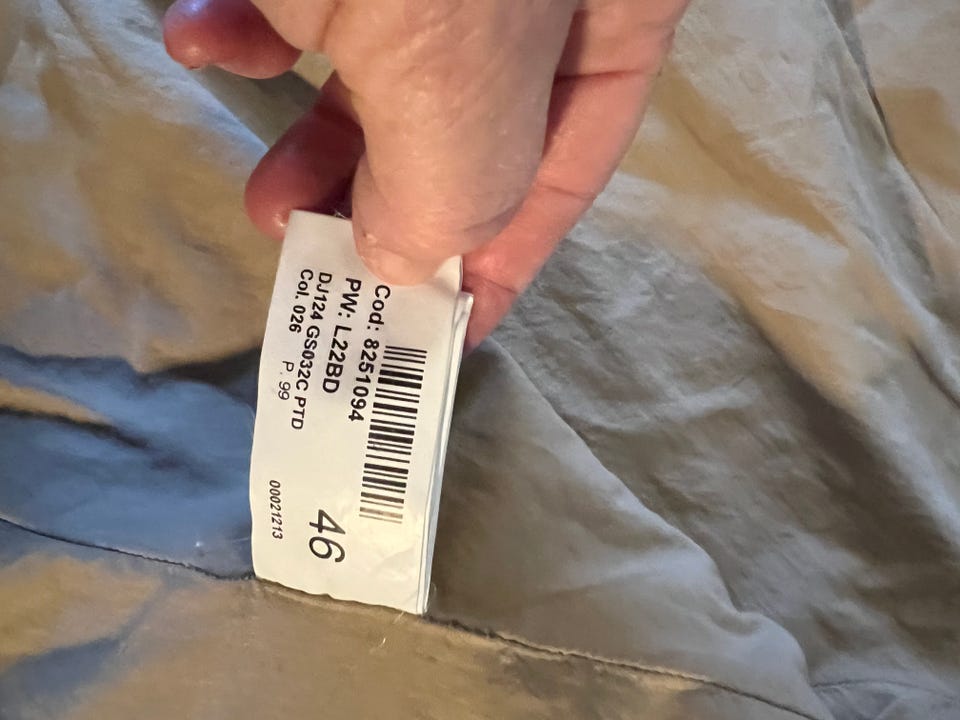 Cod: 8251094
PW: L22BD
DJ124 GS032C PTD
Col. 026 P. 99
46
00021213